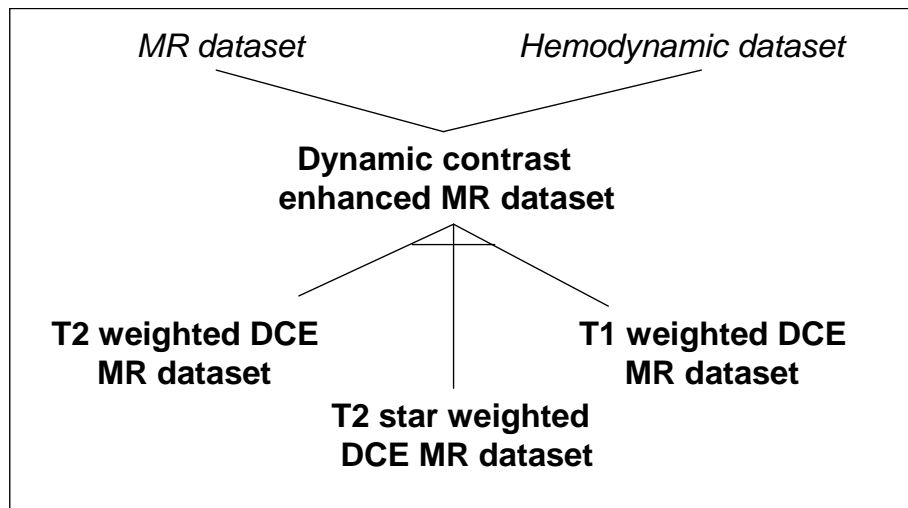 MR dataset
Hemodynamic dataset
Dynamic contrast
enhanced MR dataset
T2 weighted DCE
MR dataset
T1 weighted DCE
MR dataset
T2 star weighted
DCE MR dataset